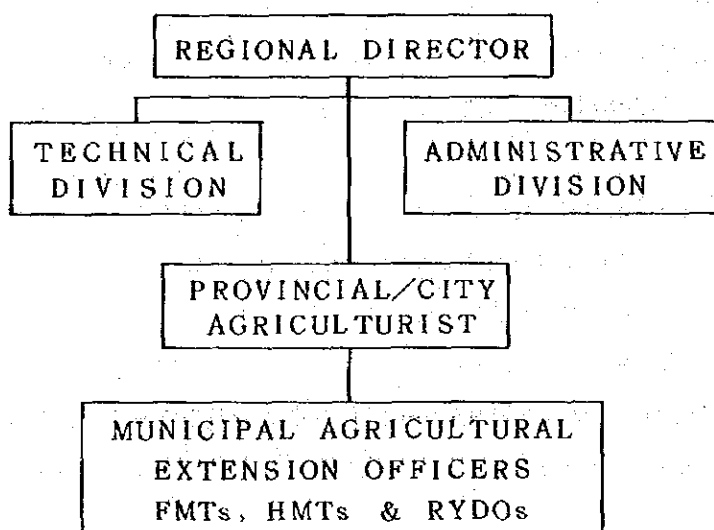 REGIONAL DIRECTOR
TECHNICAL
DIVISION
ADMINISTRATIVE
DIVISION
PROVINCIAL/CITY
AGRICULTURIST
MUNICIPAL AGRICULTURAL
EXTENSION OFFICERS
FMTs, HMTs & RYDOs